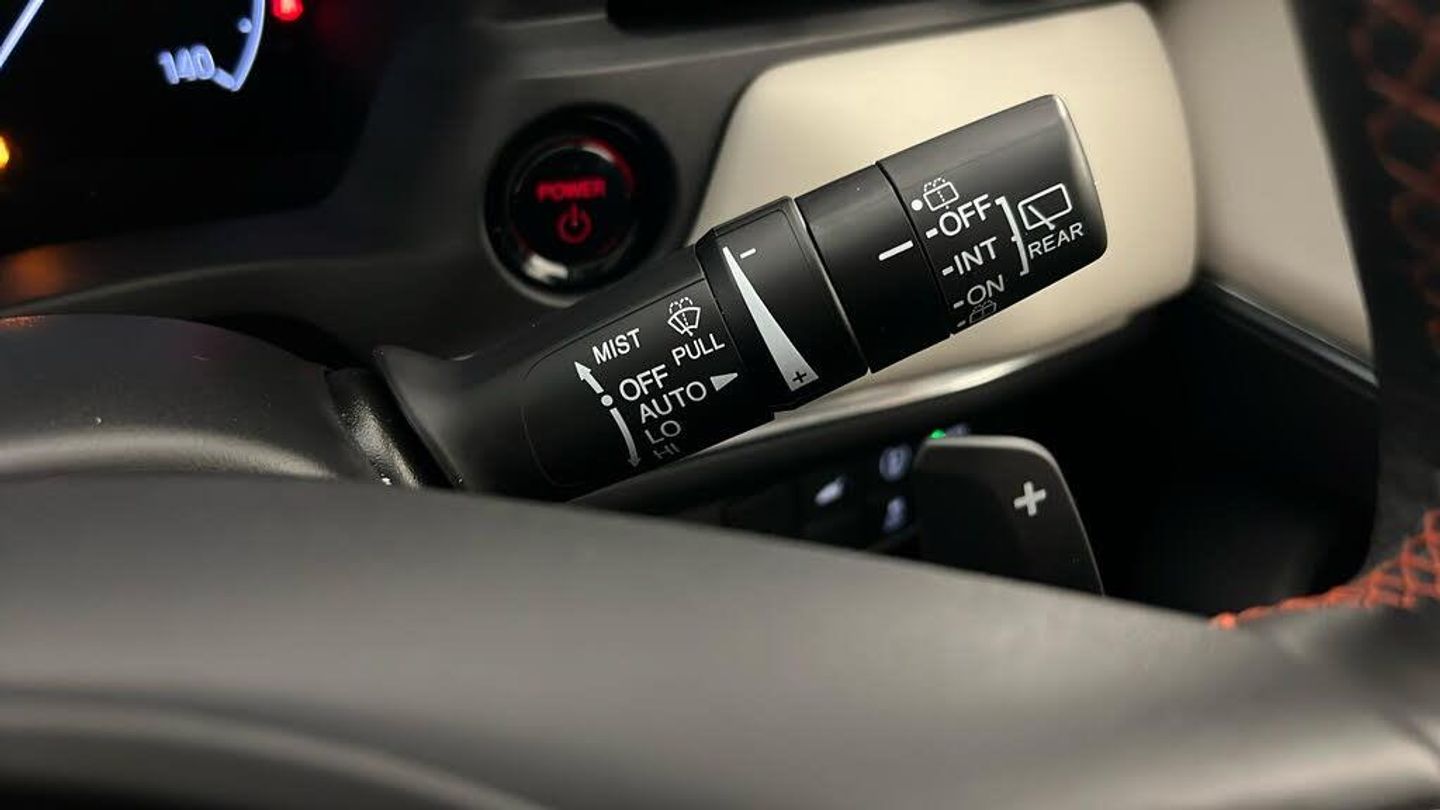 140
POWER
MIST
PULL
OFF
AUTO
LO
HI
-
+
OFF
INT
ON
REAR
+